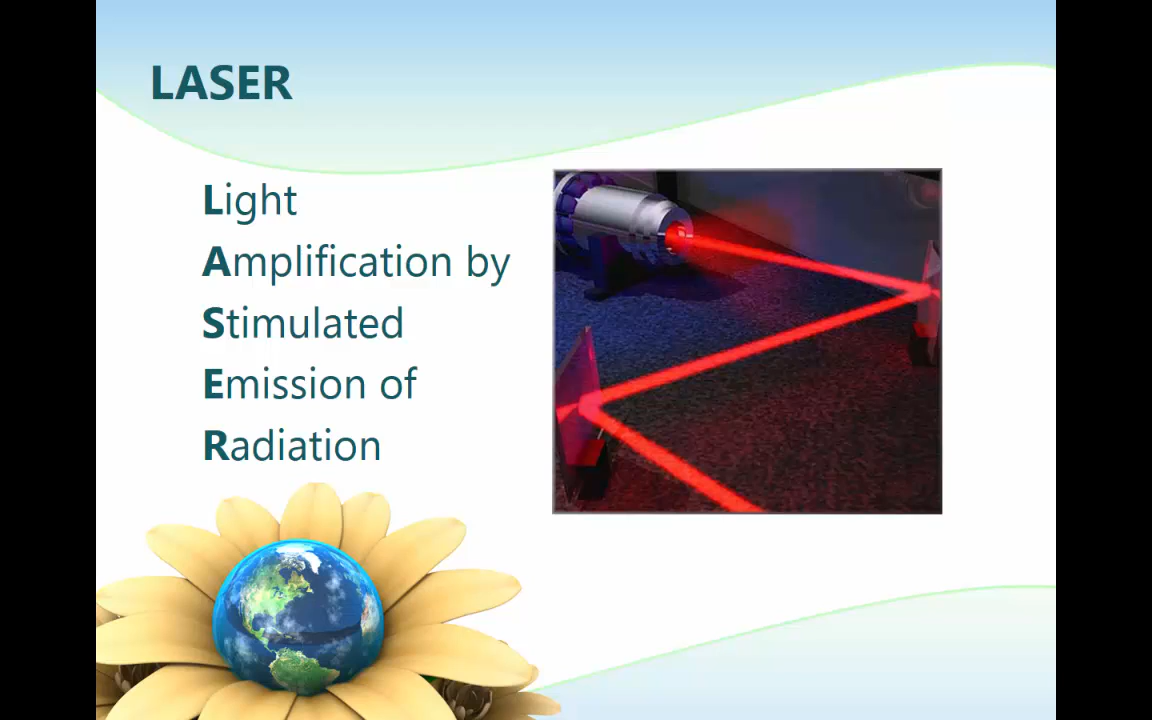 LASER
Light
Amplification by
Stimulated
Emission of
Radiation